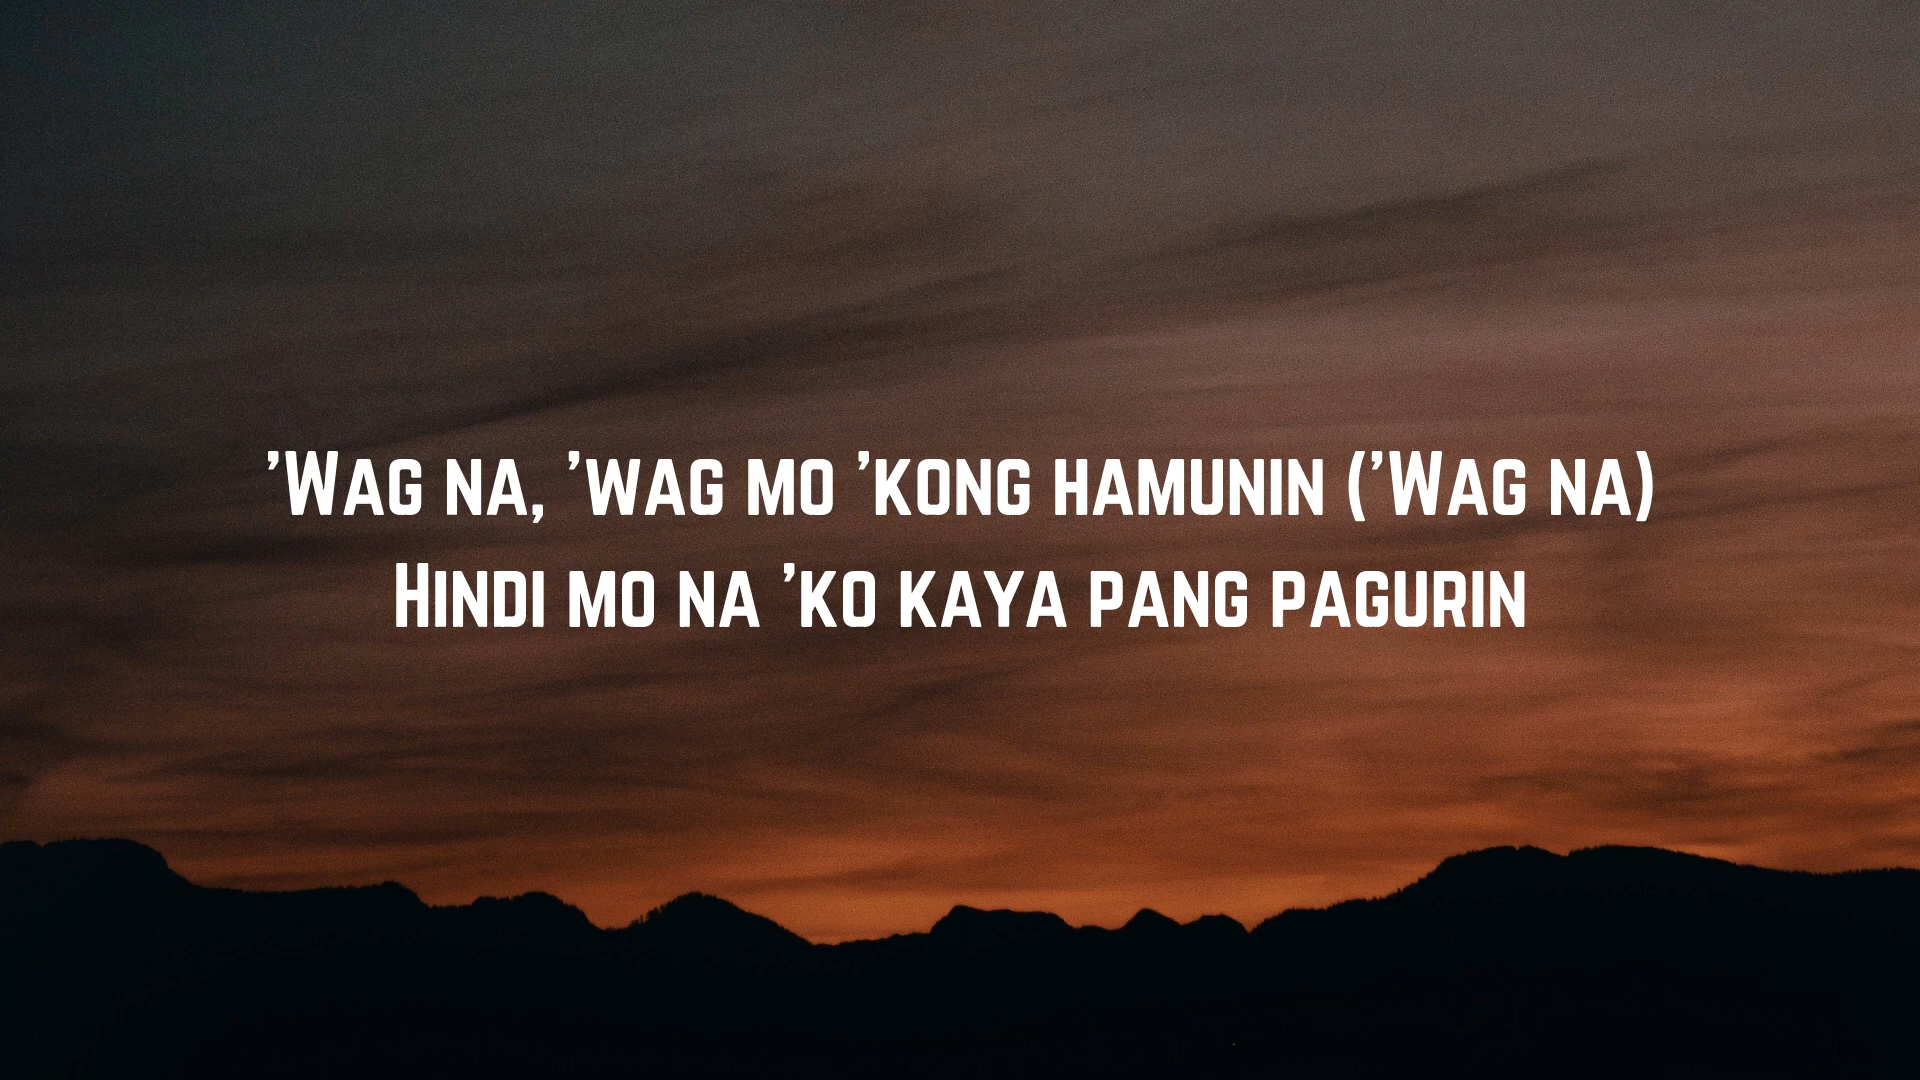 'Wag na, 'wag mo 'kong hamunin ('Wag na)
Hindi mo na 'ko kaya pang pagurin